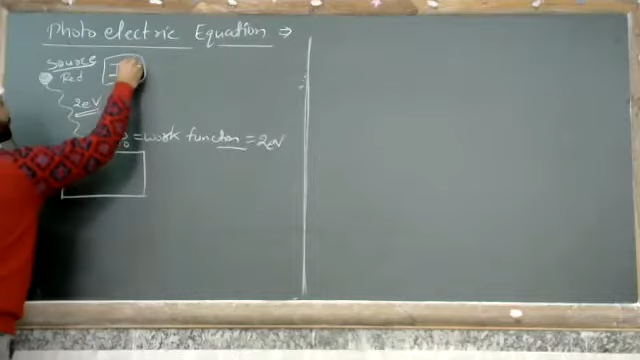 Photo electric Equation ⇒
Source
Red
2eV
= work function = 2eV